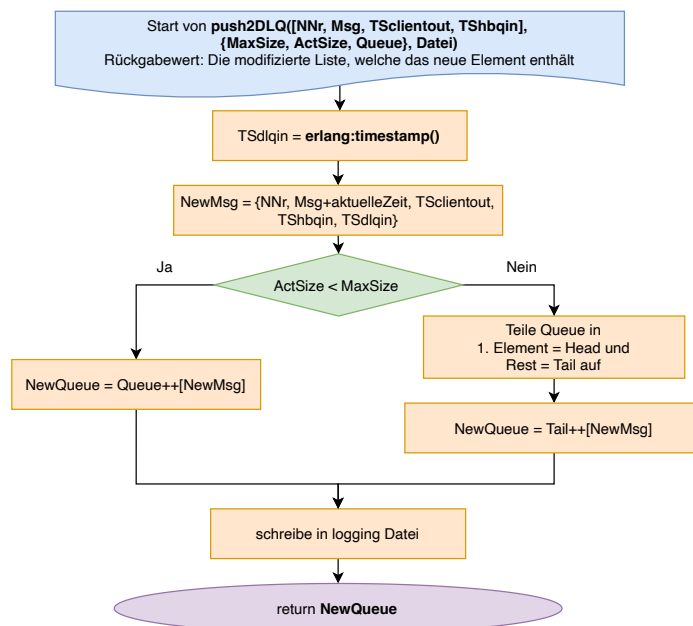 Start von push2DLQ([NNr, Msg, TSclientout, TShbqin],
{MaxSize, ActSize, Queue}, Datei)
Rückgabewert: Die modifizierte Liste, welche das neue Element enthält
TSdlqin = erlang:timestamp()
NewMsg = {NNr, Msg+aktuelleZeit, TSclientout,
TShbqin, TSdlqin}
Ja
Nein
ActSize < MaxSize
Teile Queue in
1. Element = Head und
Rest = Tail auf
NewQueue = Queue++[NewMsg]
NewQueue = Tail++[NewMsg]
schreibe in logging Datei
return NewQueue